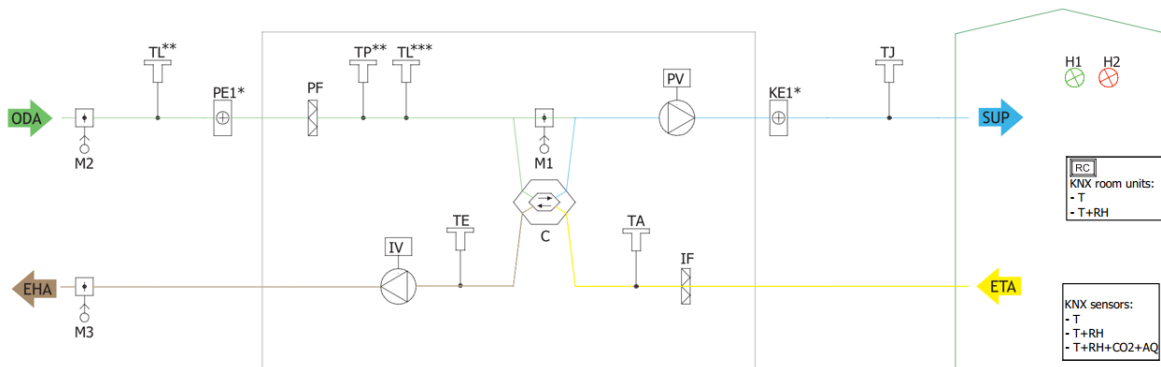 TL**
TP** TL***
TJ
H1 H2
PE1*
PF
PV
KE1*
ODA
SUP
M2
M1
RC
KNX room units:
- T
- T+RH
C
TE
TA
IV
IF
EHA
ETA
M3
KNX sensors:
- T
- T+RH
- T+RH+CO2+AQ